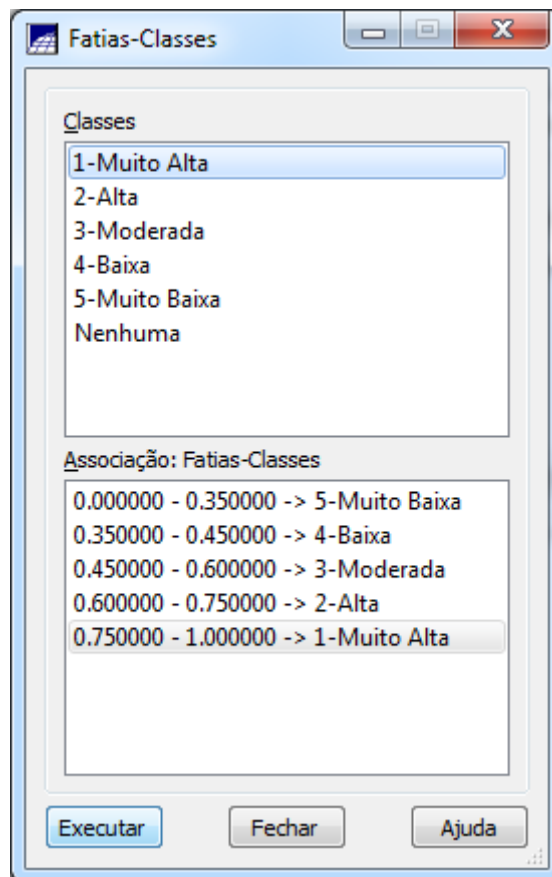 Fatias-Classes
Classes
1-Muito Alta
2-Alta
3-Moderada
4-Baixa
5-Muito Baixa
Nenhuma
Associação: Fatias-Classes
0.000000 - 0.350000 -> 5-Muito Baixa
0.350000 - 0.450000 -> 4-Baixa
0.450000 - 0.600000 -> 3-Moderada
0.600000 - 0.750000 -> 2-Alta
0.750000 - 1.000000 -> 1-Muito Alta
Executar Fechar Ajuda